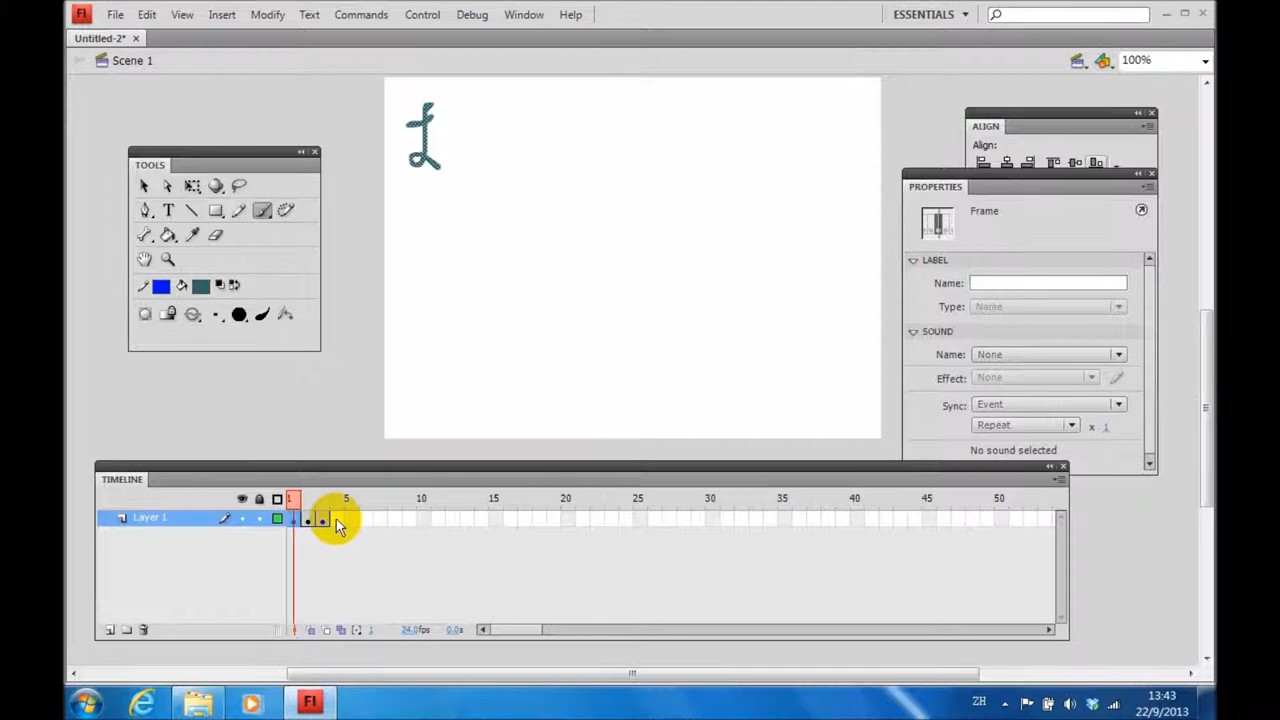 Fl File Edit View Insert Modify Text Commands Control Debug Window Help ESSENTIALS
Untitled-2*
Scene 1 100%
TOOLS
ALIGN
Align:
PROPERTIES
Frame
LABEL
Name:
Type: Name
SOUND
Name: None
Effect: None
Sync: Event
Repeat x 1
No sound selected
TIMELINE
1 5 10 15 20 25 30 35 40 45 50
Layer 1
1 24.0fps 0.0s
Fl ZH 13:43
22/9/2013